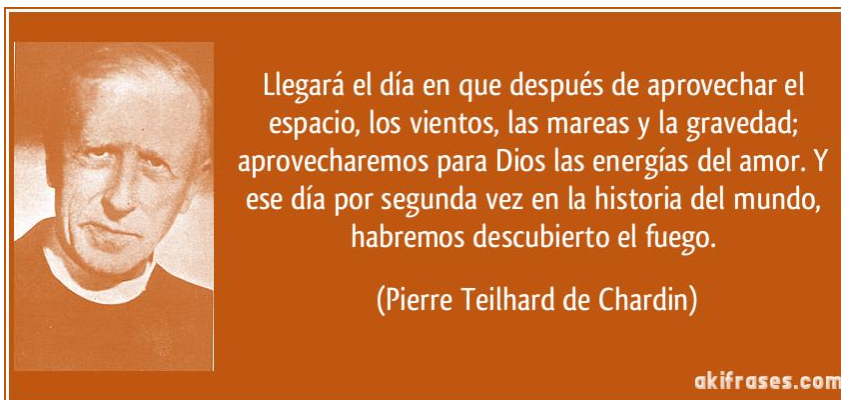 Llegará el día en que después de aprovechar el
espacio, los vientos, las mareas y la gravedad;
aprovecharemos para Dios las energías del amor. Y
ese día por segunda vez en la historia del mundo,
habremos descubierto el fuego.
(Pierre Teilhard de Chardin)
akifrases.com